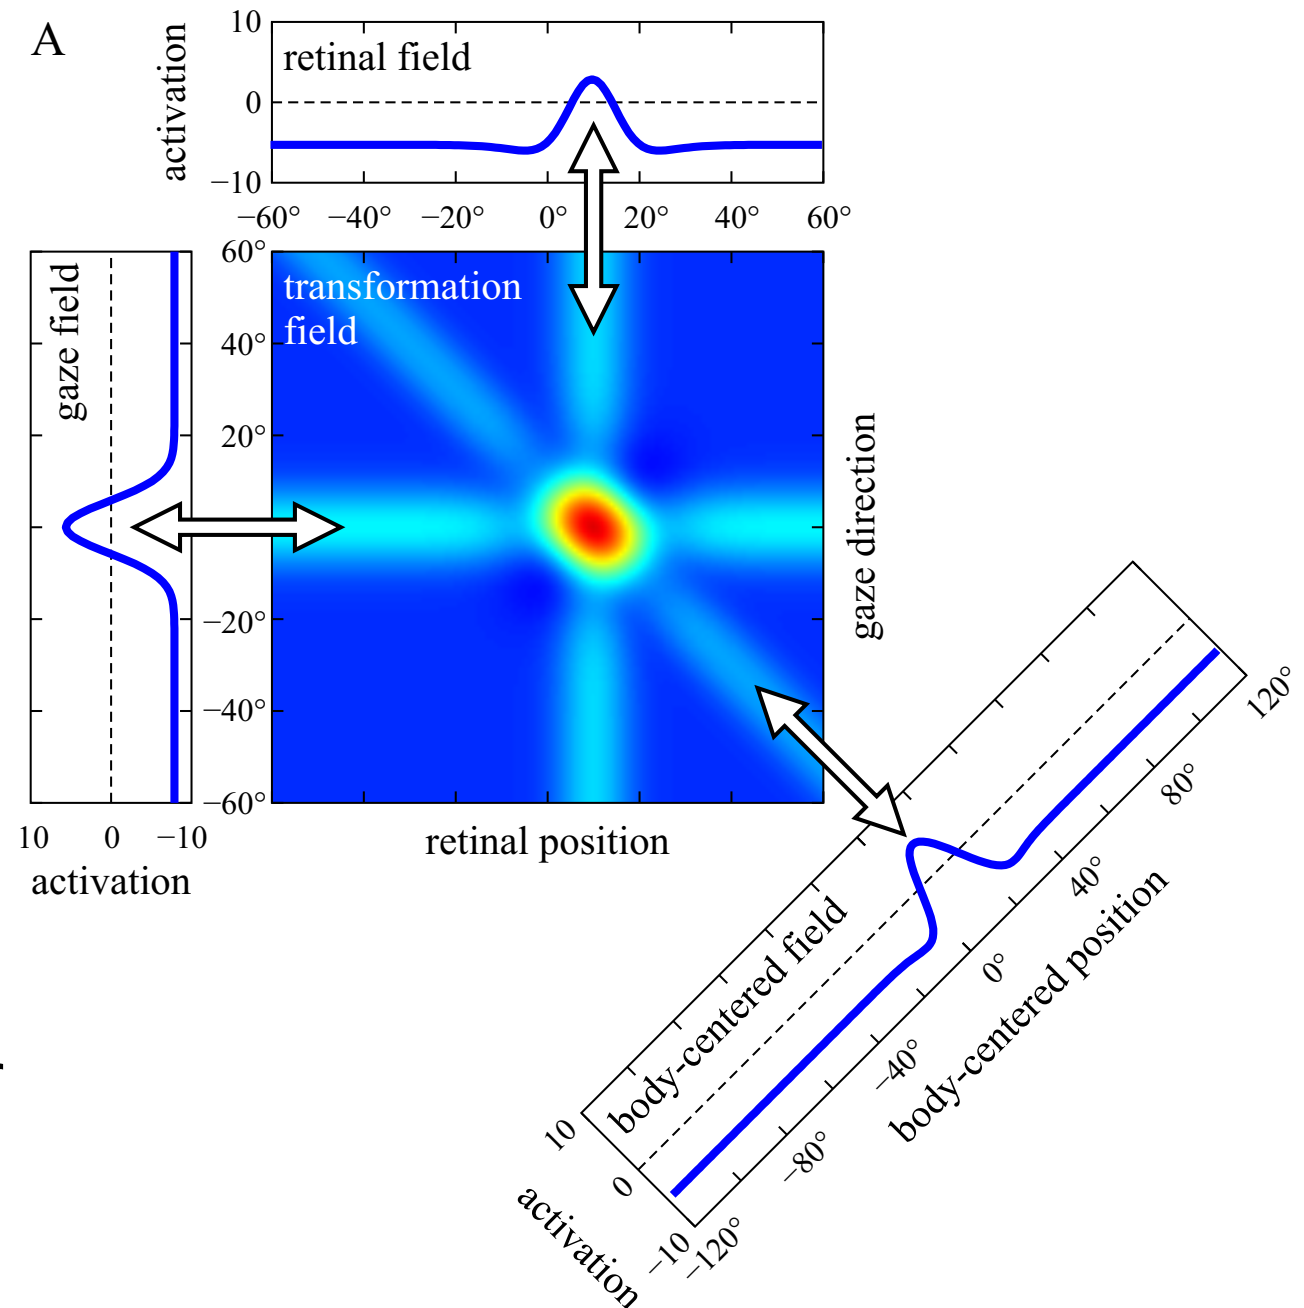 A
activation
10
0
−10
retinal field
−60°
−40°
−20°
0°
20°
40°
60°
gaze field
10
0
−10
activation
60°
40°
20°
−20°
−40°
−60°
transformation
field
retinal position
gaze direction
body-centered field
10
0
−10
activation
−120°
−80°
−40°
0°
40°
80°
120°
body-centered position